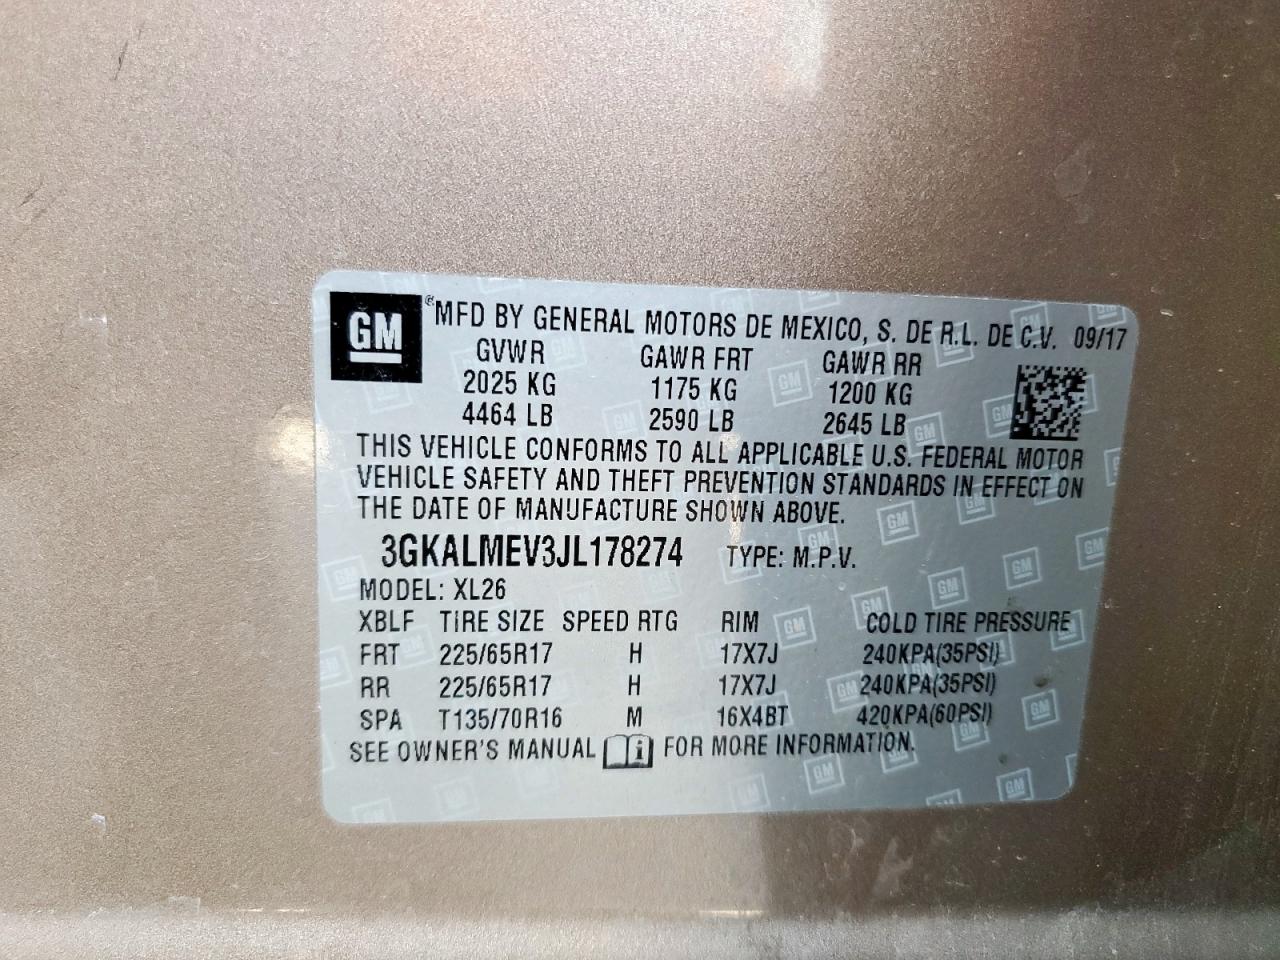 GM
MFD BY GENERAL MOTORS DE MEXICO, S. DE R.L. DE C.V. 09/17
GVWR GAWR FRT GAWR RR
2025 KG 1175 KG 1200 KG
4464 LB 2590 LB 2645 LB
THIS VEHICLE CONFORMS TO ALL APPLICABLE U.S. FEDERAL MOTOR
VEHICLE SAFETY AND THEFT PREVENTION STANDARDS IN EFFECT ON
THE DATE OF MANUFACTURE SHOWN ABOVE.
3GKALMEV3JL178274 TYPE: M.P.V.
MODEL: XL26
XBLF TIRE SIZE SPEED RTG RIM COLD TIRE PRESSURE
FRT 225/65R17 H 17X7J 240KPA(35PSI)
RR 225/65R17 H 17X7J 240KPA(35PSI)
SPA T135/70R16 M 16X4BT 420KPA(60PSI)
SEE OWNER'S MANUAL i FOR MORE INFORMATION.